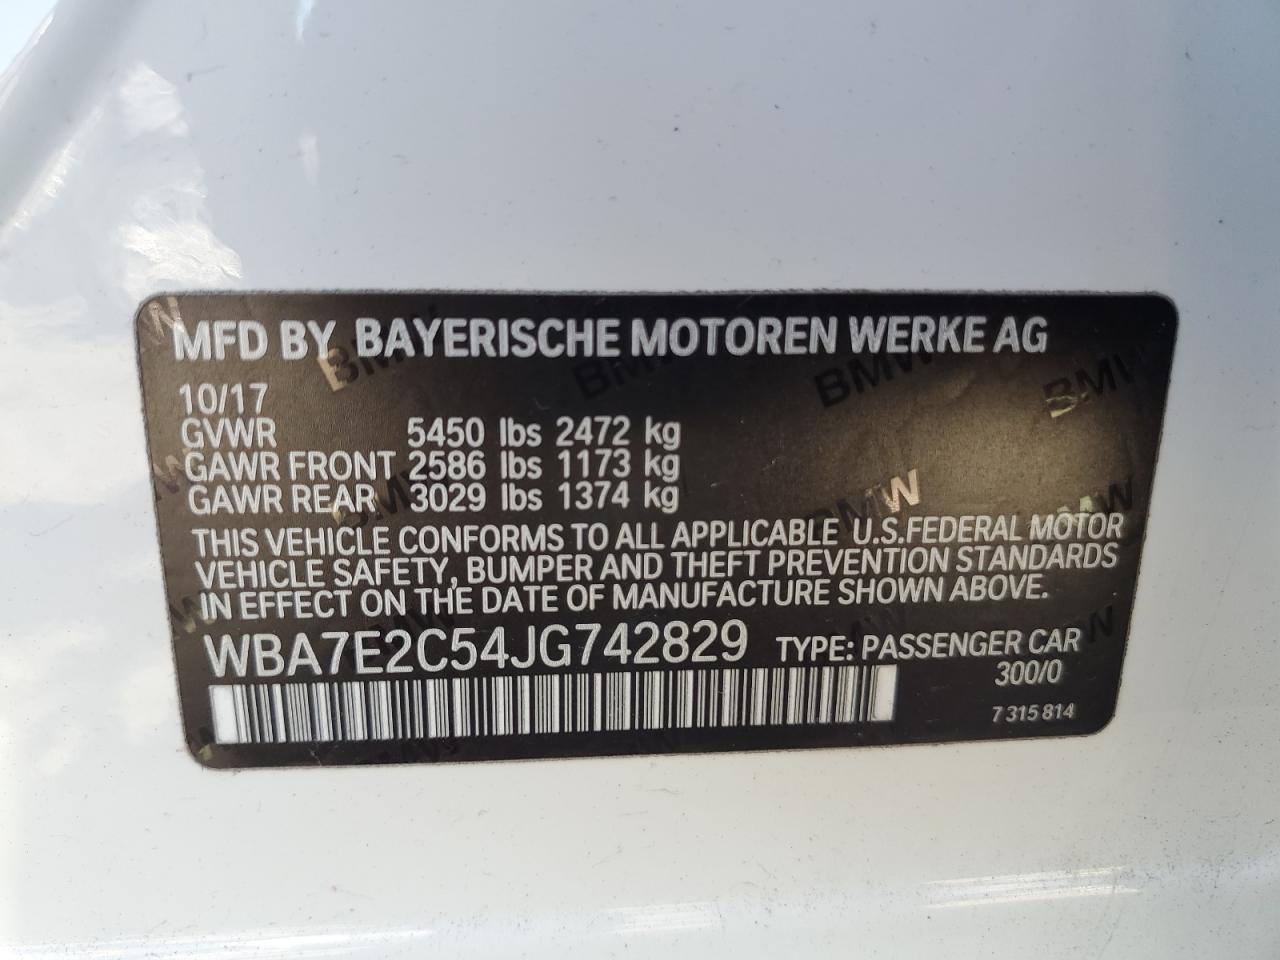 MFD BY BAYERISCHE MOTOREN WERKE AG
10/17
GVWR 5450 lbs 2472 kg
GAWR FRONT 2586 lbs 1173 kg
GAWR REAR 3029 lbs 1374 kg
THIS VEHICLE CONFORMS TO ALL APPLICABLE U.S.FEDERAL MOTOR
VEHICLE SAFETY, BUMPER AND THEFT PREVENTION STANDARDS
IN EFFECT ON THE DATE OF MANUFACTURE SHOWN ABOVE.
WBA7E2C54JG742829 TYPE: PASSENGER CAR
300/0
7 315 814